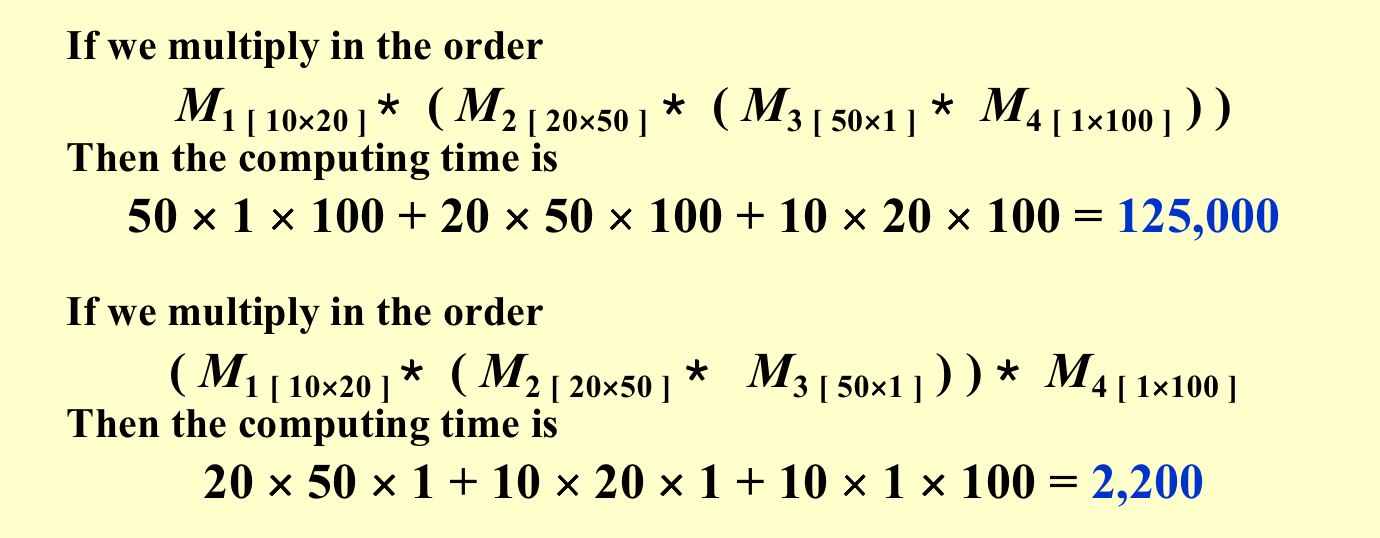 If we multiply in the order
M1 [ 10×20 ] * ( M2 [ 20×50 ] * ( M3 [ 50×1 ] * M4 [ 1×100 ] ) )
Then the computing time is
50 × 1 × 100 + 20 × 50 × 100 + 10 × 20 × 100 = 125,000
If we multiply in the order
( M1 [ 10×20 ] * ( M2 [ 20×50 ] * M3 [ 50×1 ] ) ) * M4 [ 1×100 ]
Then the computing time is
20 × 50 × 1 + 10 × 20 × 1 + 10 × 1 × 100 = 2,200